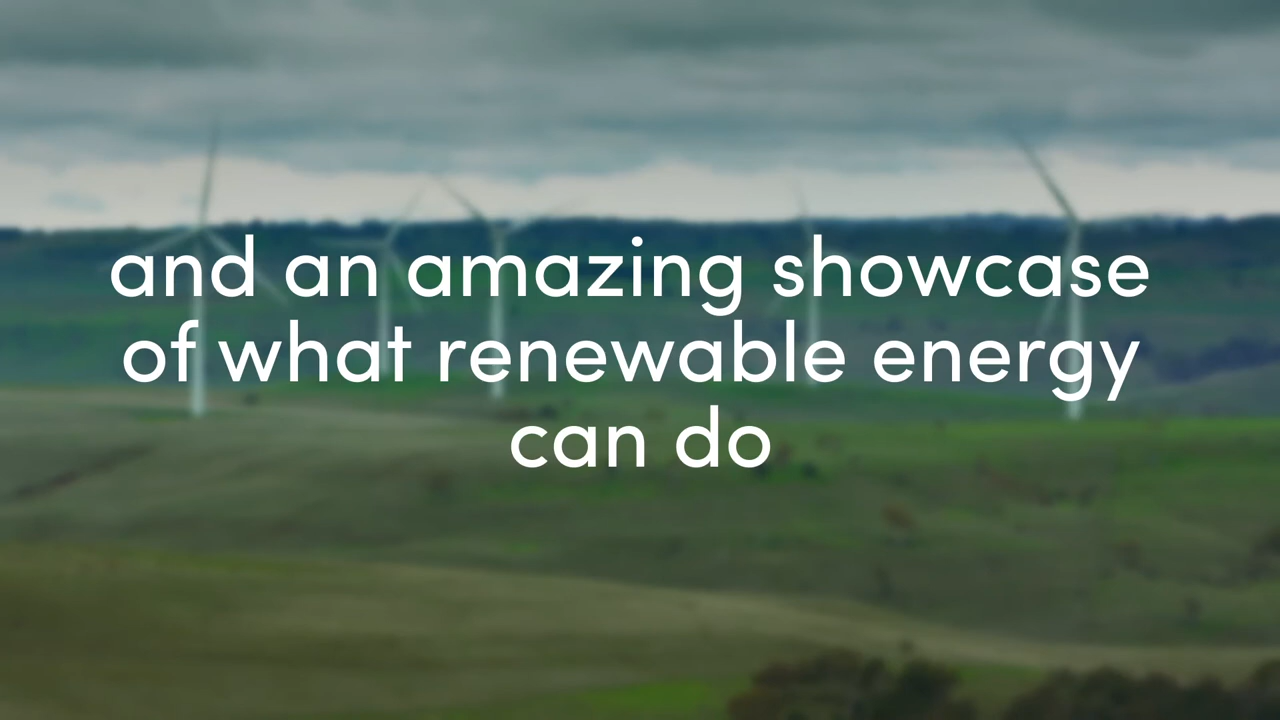 and an amazing showcase
of what renewable energy
can do